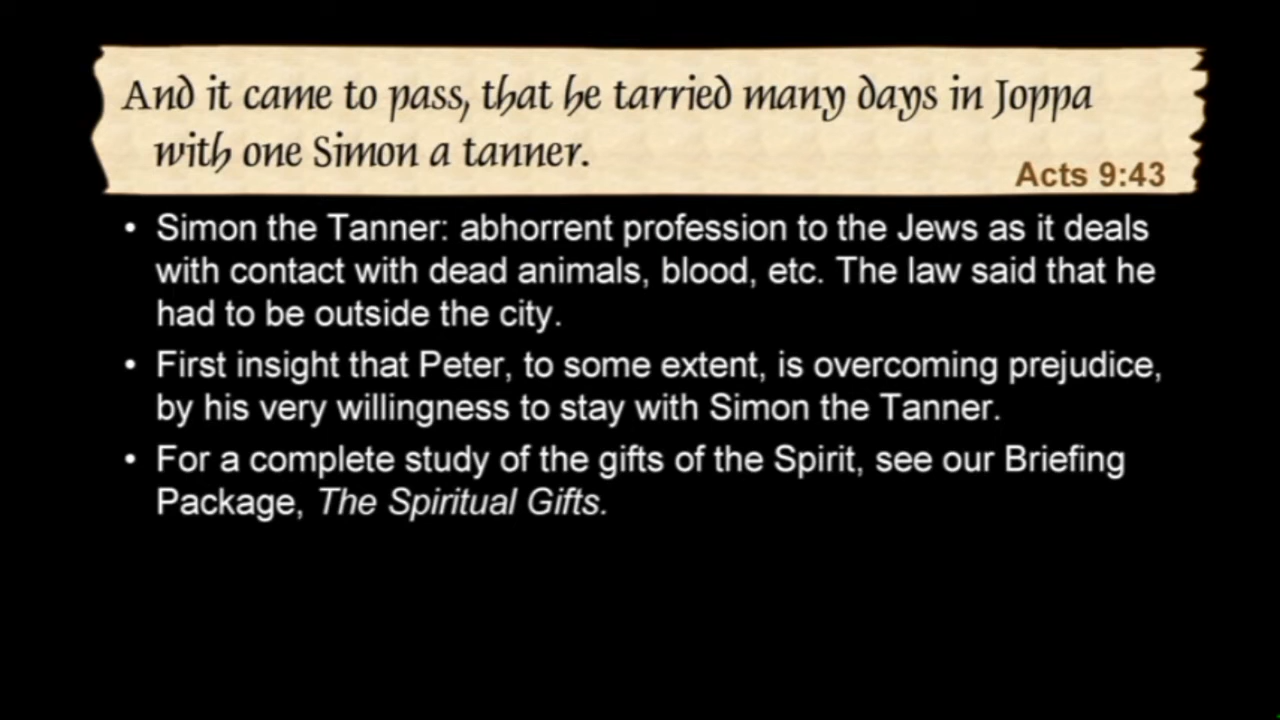 And it came to pass, that he tarried many days in Joppa
with one Simon a tanner.
Acts 9:43
• Simon the Tanner: abhorrent profession to the Jews as it deals
with contact with dead animals, blood, etc. The law said that he
had to be outside the city.
• First insight that Peter, to some extent, is overcoming prejudice,
by his very willingness to stay with Simon the Tanner.
• For a complete study of the gifts of the Spirit, see our Briefing
Package, The Spiritual Gifts.